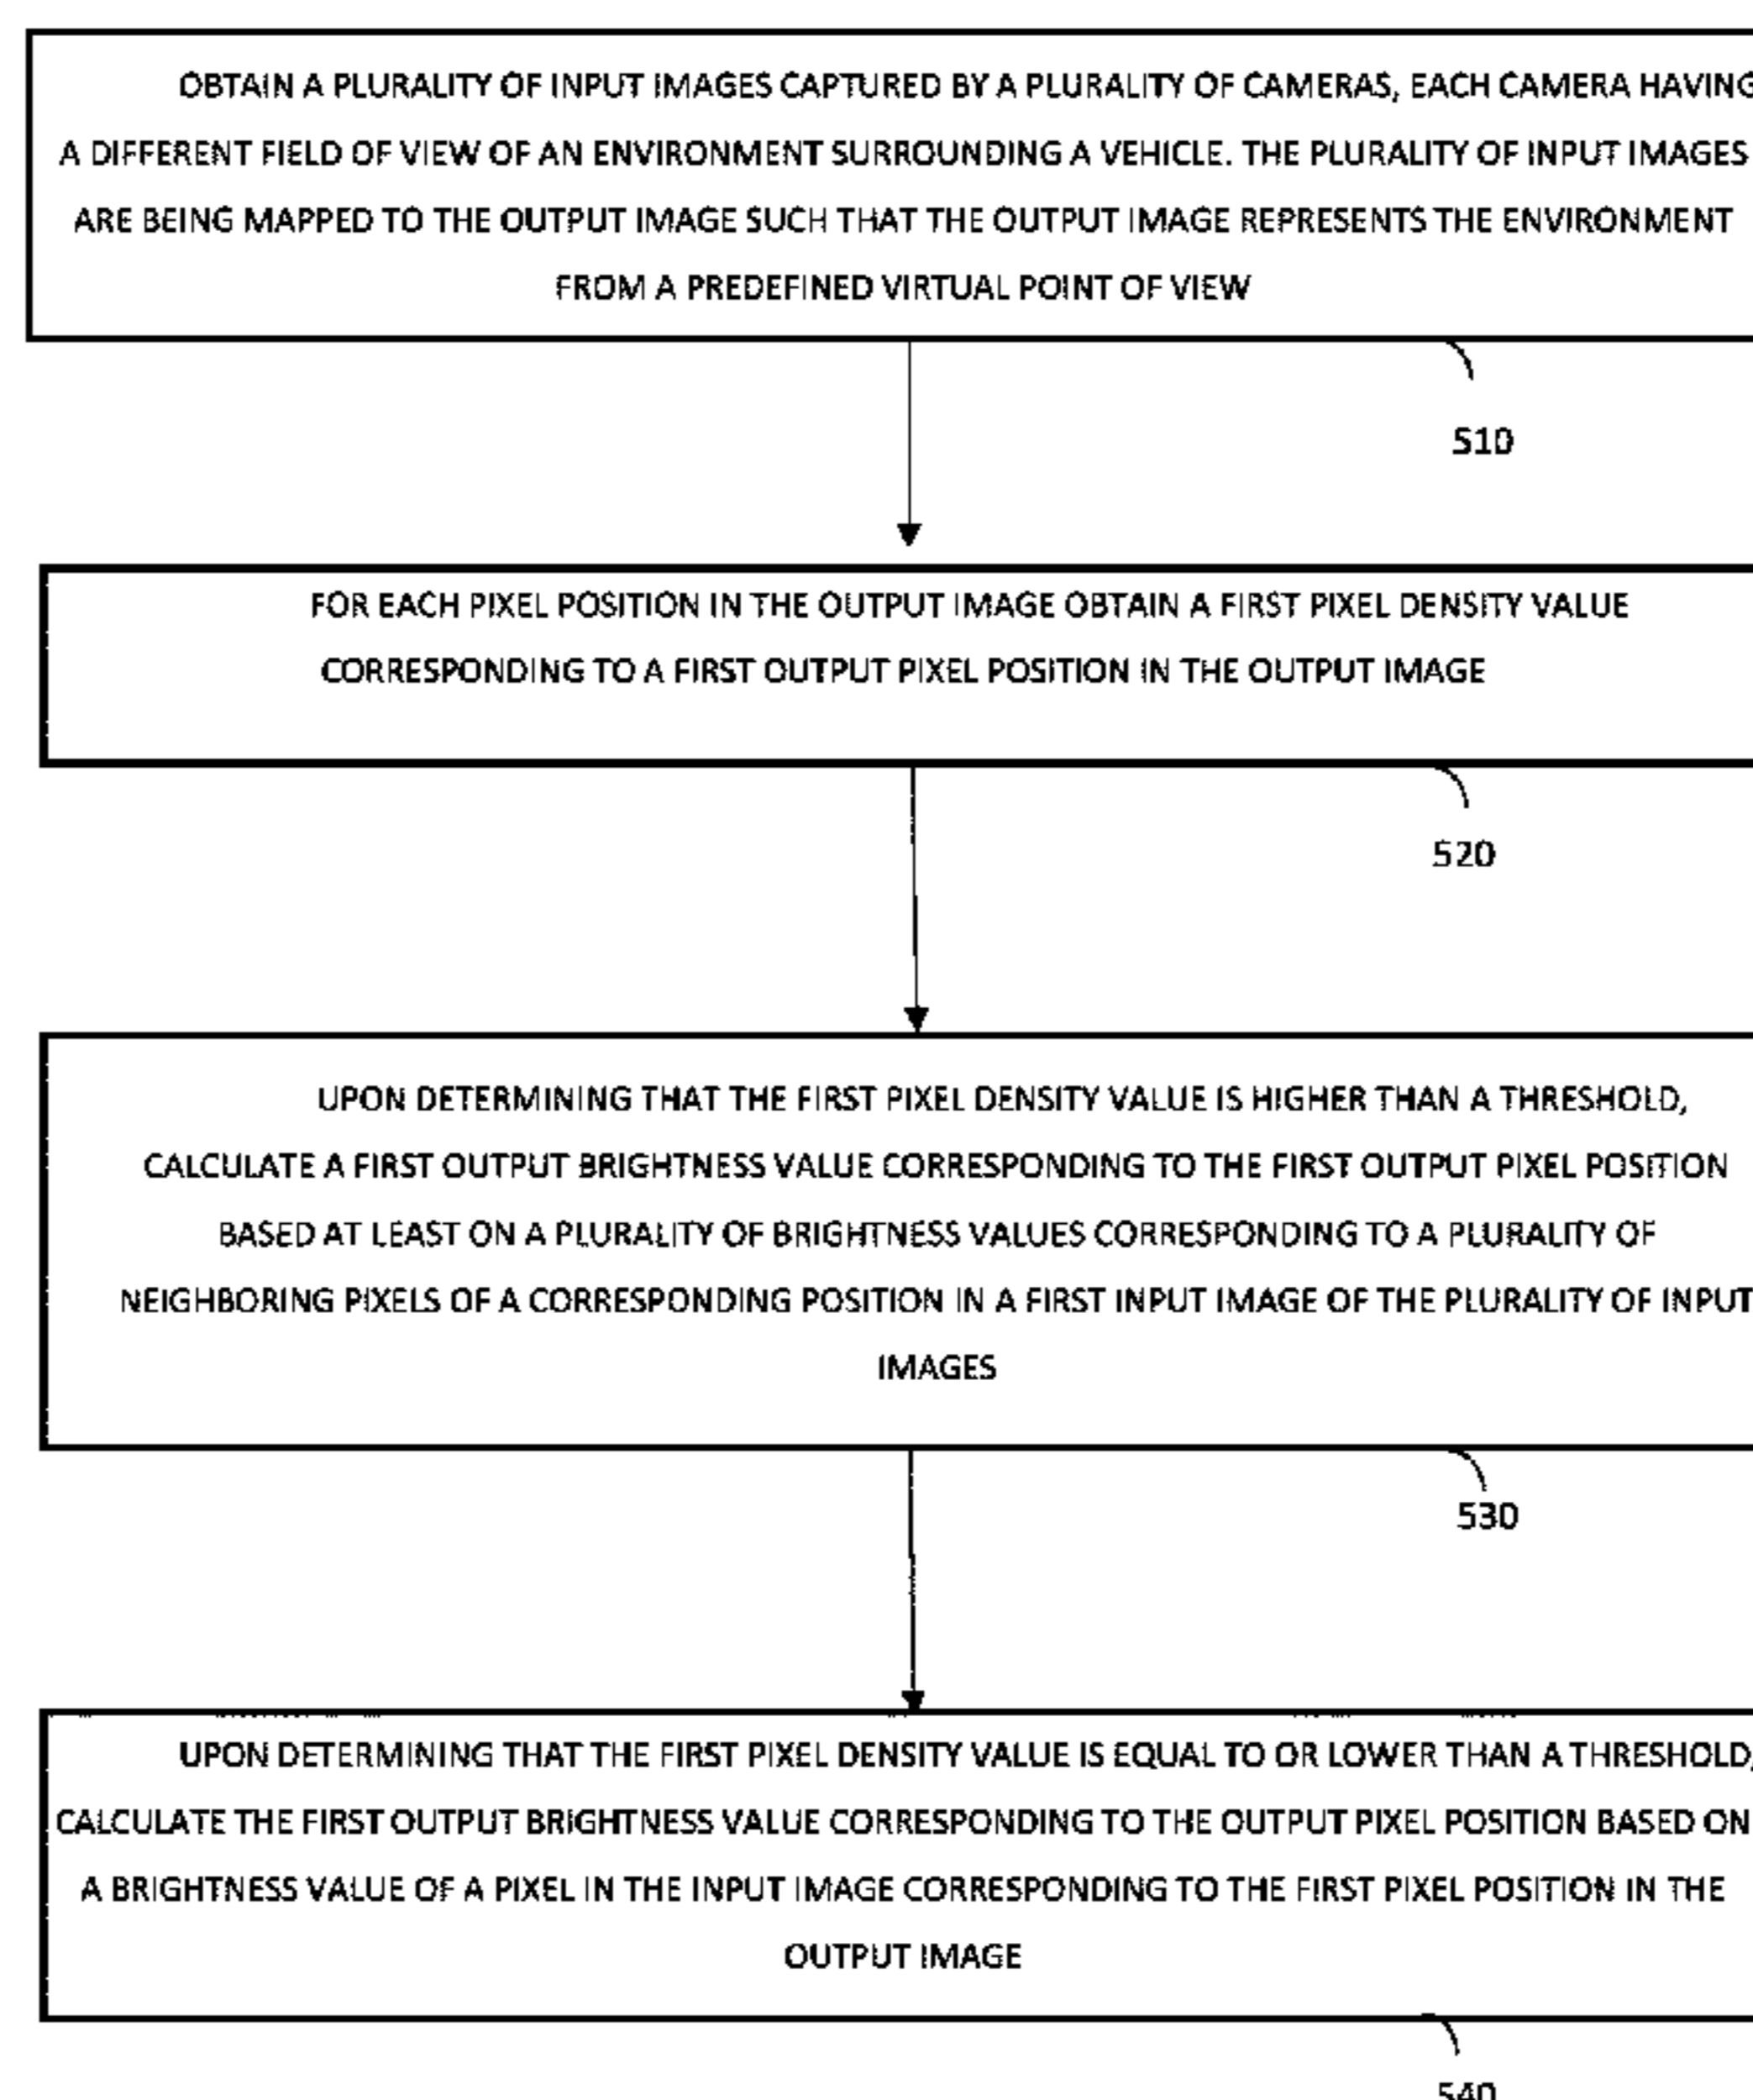 OBTAIN A PLURALITY OF INPUT IMAGES CAPTURED BY A PLURALITY OF CAMERAS, EACH CAMERA HAVING
A DIFFERENT FIELD OF VIEW OF AN ENVIRONMENT SURROUNDING A VEHICLE. THE PLURALITY OF INPUT IMAGES
ARE BEING MAPPED TO THE OUTPUT IMAGE SUCH THAT THE OUTPUT IMAGE REPRESENTS THE ENVIRONMENT
FROM A PREDEFINED VIRTUAL POINT OF VIEW
510
FOR EACH PIXEL POSITION IN THE OUTPUT IMAGE OBTAIN A FIRST PIXEL DENSITY VALUE
CORRESPONDING TO A FIRST OUTPUT PIXEL POSITION IN THE OUTPUT IMAGE
520
UPON DETERMINING THAT THE FIRST PIXEL DENSITY VALUE IS HIGHER THAN A THRESHOLD,
CALCULATE A FIRST OUTPUT BRIGHTNESS VALUE CORRESPONDING TO THE FIRST OUTPUT PIXEL POSITION
BASED AT LEAST ON A PLURALITY OF BRIGHTNESS VALUES CORRESPONDING TO A PLURALITY OF
NEIGHBORING PIXELS OF A CORRESPONDING POSITION IN A FIRST INPUT IMAGE OF THE PLURALITY OF INPUT
IMAGES
530
UPON DETERMINING THAT THE FIRST PIXEL DENSITY VALUE IS EQUAL TO OR LOWER THAN A THRESHOLD,
CALCULATE THE FIRST OUTPUT BRIGHTNESS VALUE CORRESPONDING TO THE OUTPUT PIXEL POSITION BASED ON
A BRIGHTNESS VALUE OF A PIXEL IN THE INPUT IMAGE CORRESPONDING TO THE FIRST PIXEL POSITION IN THE
OUTPUT IMAGE
540